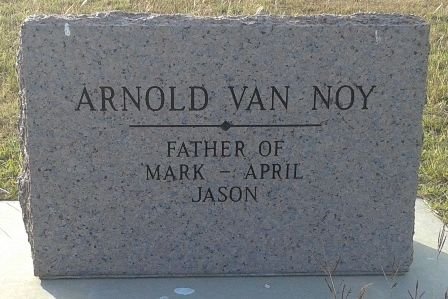 ARNOLD VAN NOY
FATHER OF
MARK – APRIL
JASON